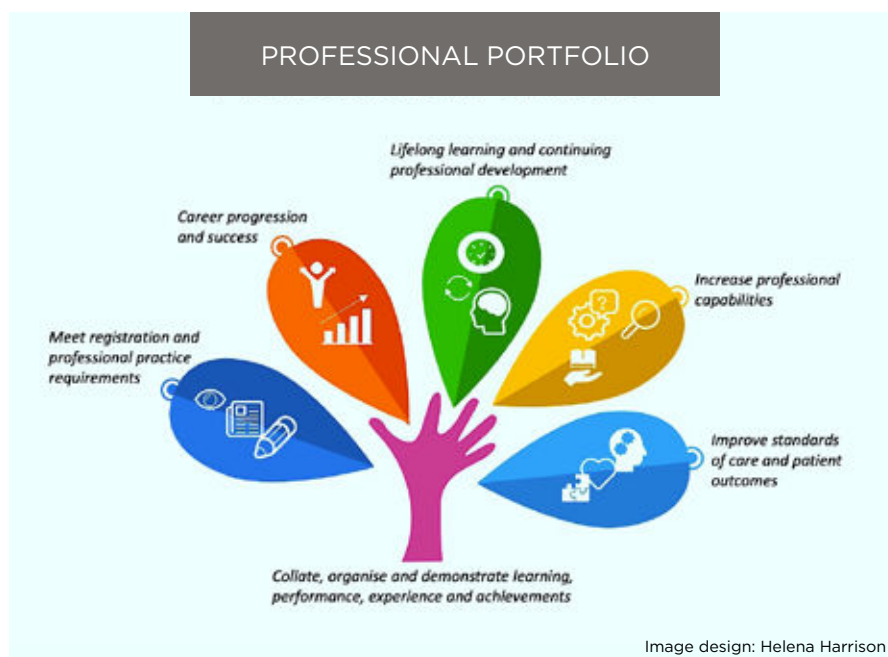 PROFESSIONAL PORTFOLIO
Lifelong learning and continuing
professional development
Career progression
and success
Increase professional
capabilities
Meet registration and
professional practice
requirements
Improve standards
of care and patient
outcomes
Collate, organise and demonstrate learning,
performance, experience and achievements
Image design: Helena Harrison